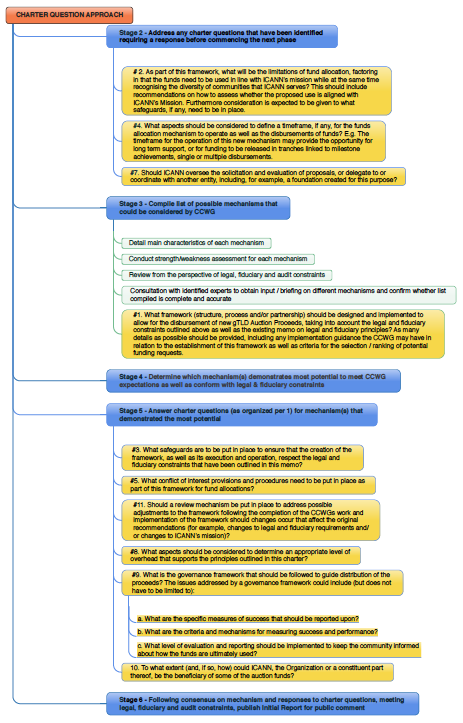 CHARTER QUESTION APPROACH
Stage 2 - Address any charter questions that have been identified
requiring a response before commencing the next phase
# 2. As part of this framework, what will be the limitations of fund allocation, factoring
in that the funds need to be used in line with ICANN's mission while at the same time
recognising the diversity of communities that ICANN serves? This should include
recommendations on how to assess whether the proposed use is aligned with
ICANN's Mission. Furthermore consideration is expected to be given to what
safeguards, if any, need to be in place.
#4. What aspects should be considered to define a timeframe, if any, for the funds
allocation mechanism to operate as well as the disbursements of funds? E.g. The
timeframe for the operation of this new mechanism may provide the opportunity for
long term support, or for funding to be released in tranches linked to milestone
achievements, single or multiple disbursements.
#7. Should ICANN oversee the solicitation and evaluation of proposals, or delegate to or
coordinate with another entity, including, for example, a foundation created for this purpose?
Stage 3 - Compile list of possible mechanisms that
could be considered by CCWG
Detail main characteristics of each mechanism
Conduct strength/weakness assessment for each mechanism
Review from the perspective of legal, fiduciary and audit constraints
Consultation with identified experts to obtain input / briefing on different mechanisms and confirm whether list
compiled is complete and accurate
#1. What framework (structure, process and/or partnership) should be designed and implemented to
allow for the disbursement of new gTLD Auction Proceeds, taking into account the legal and fiduciary
constraints outlined above as well as the existing memo on legal and fiduciary principles? As many
details as possible should be provided, including any implementation guidance the CCWG may have in
relation to the establishment of this framework as well as criteria for the selection / ranking of potential
funding requests.
Stage 4 - Determine which mechanism(s) demonstrates most potential to meet CCWG
expectations as well as conform with legal & fiduciary constraints
Stage 5 - Answer charter questions (as organized per 1) for mechanism(s) that
demonstrated the most potential
#3. What safeguards are to be put in place to ensure that the creation of the
framework, as well as its execution and operation, respect the legal and
fiduciary constraints that have been outlined in this memo?
#5. What conflict of interest provisions and procedures need to be put in place as
part of this framework for fund allocations?
#11. Should a review mechanism be put in place to address possible
adjustments to the framework following the completion of the CCWGs work and
implementation of the framework should changes occur that affect the original
recommendations (for example, changes to legal and fiduciary requirements and/
or changes to ICANN's mission)?
#8. What aspects should be considered to determine an appropriate level of
overhead that supports the principles outlined in this charter?
#9. What is the governance framework that should be followed to guide distribution of the
proceeds? The issues addressed by a governance framework could include (but does not
have to be limited to):
a. What are the specific measures of success that should be reported upon?
b. What are the criteria and mechanisms for measuring success and performance?
c. What level of evaluation and reporting should be implemented to keep the community informed
about how the funds are ultimately used?
10. To what extent (and, if so, how) could ICANN, the Organization or a constituent part
thereof, be the beneficiary of some of the auction funds?
Stage 6 - Following consensus on mechanism and responses to charter questions, meeting
legal, fiduciary and audit constraints, publish Initial Report for public comment